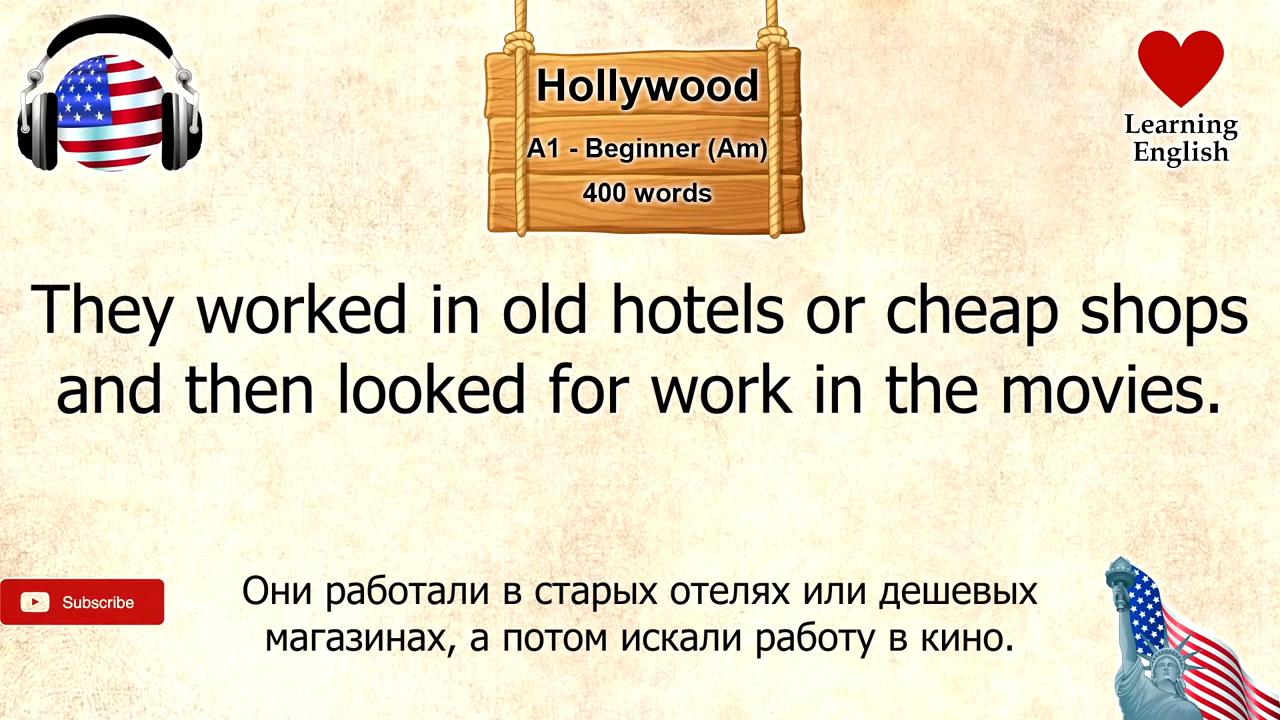 Hollywood
A1 - Beginner (Am)
400 words
Learning
English
They worked in old hotels or cheap shops
and then looked for work in the movies.
Subscribe
Они работали в старых отелях или дешевых
магазинах, а потом искали работу в кино.